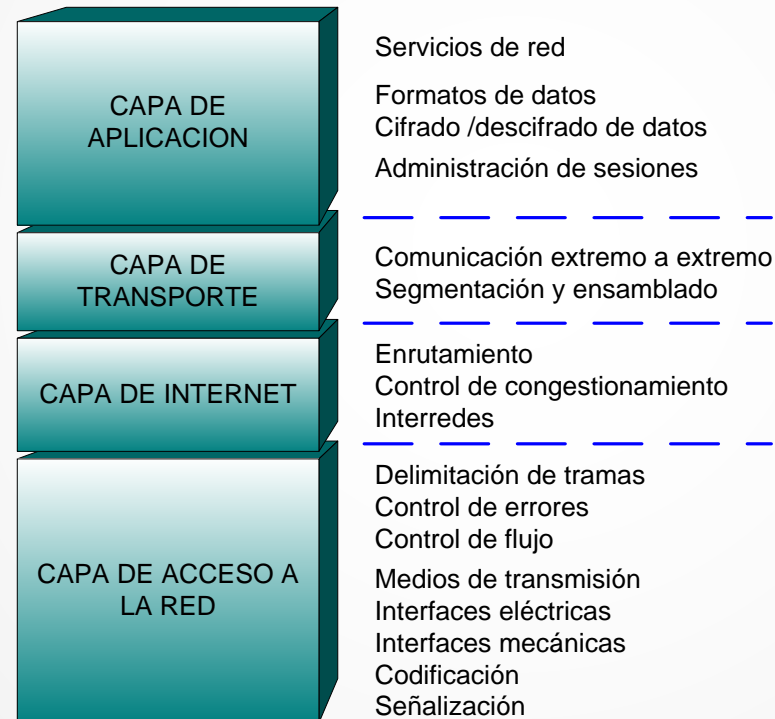 CAPA DE
APLICACION
Servicios de red
Formatos de datos
Cifrado /descifrado de datos
Administración de sesiones
CAPA DE
TRANSPORTE
Comunicación extremo a extremo
Segmentación y ensamblado
CAPA DE INTERNET
Enrutamiento
Control de congestionamiento
Interredes
CAPA DE ACCESO A
LA RED
Delimitación de tramas
Control de errores
Control de flujo
Medios de transmisión
Interfaces eléctricas
Interfaces mecánicas
Codificación
Señalización